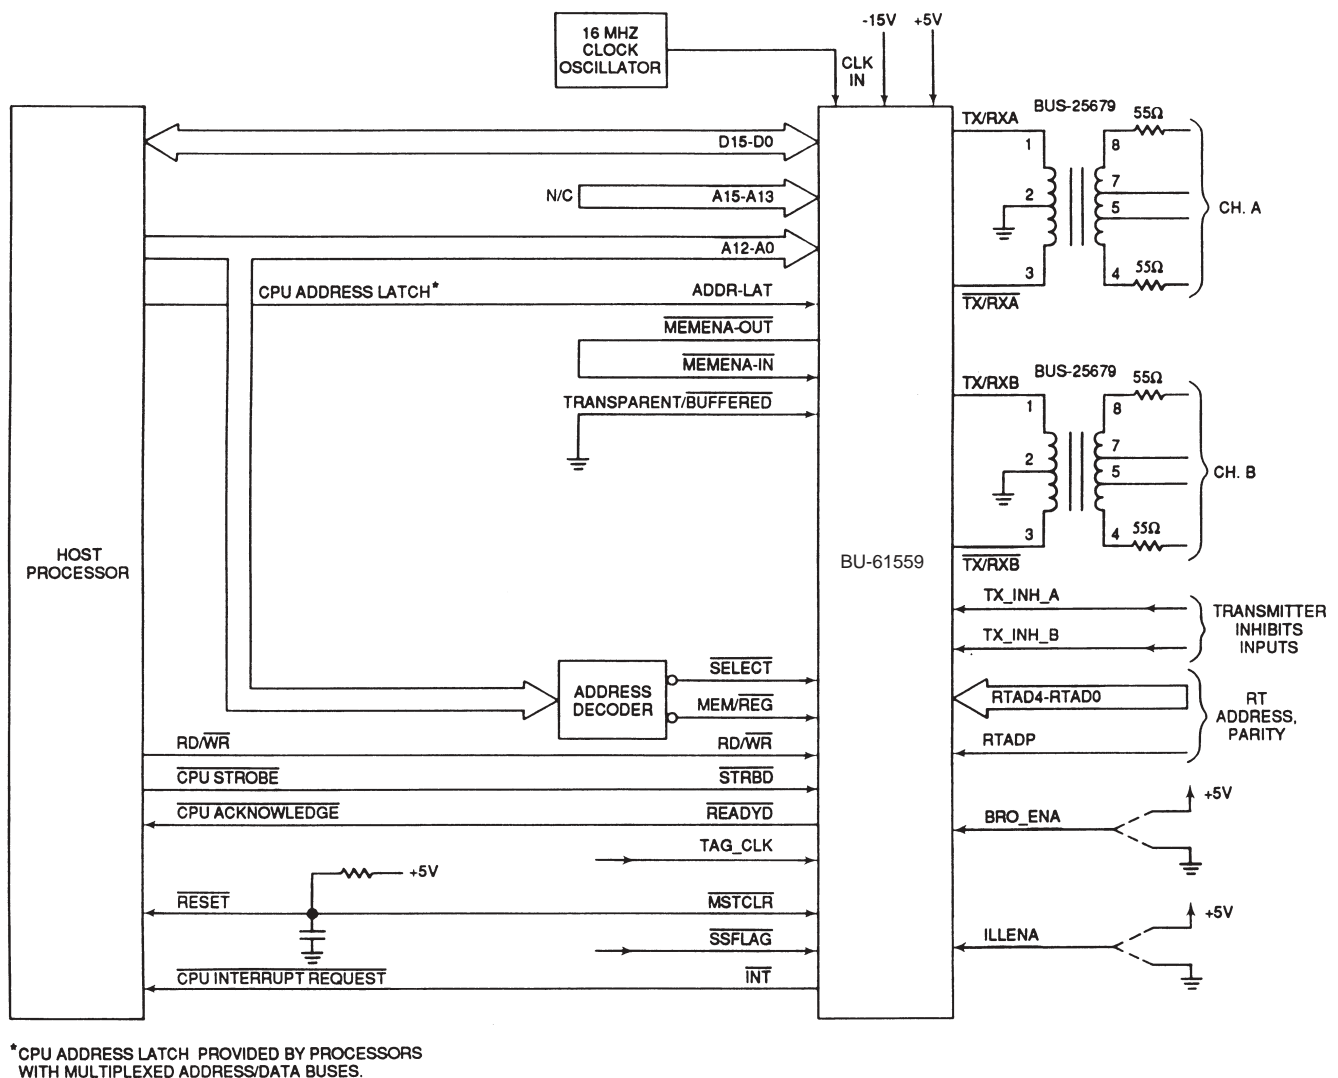 16 MHZ
CLOCK
OSCILLATOR
-15V
+5V
CLK
IN
HOST
PROCESSOR
D15-D0
N/C
A15-A13
A12-A0
CPU ADDRESS LATCH*
ADDR-LAT
MEMENA-OUT
MEMENA-IN
TRANSPARENT/BUFFERED
ADDRESS
DECODER
SELECT
MEM/REG
RD/WR
RD/WR
CPU STROBE
STRBD
CPU ACKNOWLEDGE
READYD
TAG_CLK
+5V
RESET
MSTCLR
SSFLAG
CPU INTERRUPT REQUEST
INT
BU-61559
TX/RXA
BUS-25679
55Ω
1
8
2
7
5
3
4
55Ω
TX/RXA
CH. A
TX/RXB
BUS-25679
55Ω
1
8
2
7
5
3
4
55Ω
TX/RXB
CH. B
TX_INH_A
TX_INH_B
TRANSMITTER
INHIBITS
INPUTS
RTAD4-RTAD0
RTADP
RT
ADDRESS,
PARITY
BRO_ENA
+5V
ILLENA
+5V
*CPU ADDRESS LATCH PROVIDED BY PROCESSORS
WITH MULTIPLEXED ADDRESS/DATA BUSES.